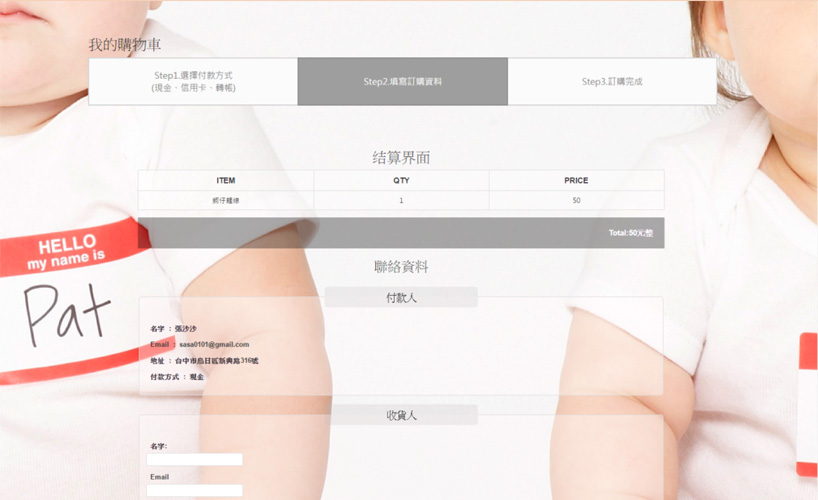 我的購物車
Step1.選擇付款方式
(現金、信用卡、轉帳)
Step2.填寫訂購資料
Step3.訂購完成
结算界面
ITEM QTY PRICE
蚵仔麵線 1 50
Total:50元整
聯絡資料
付款人
HELLO
my name is
Pat
名字 : 張沙沙
Email : sasa0101@gmail.com
地址 : 台中市烏日區新興路316號
付款方式 : 現金
收貨人
名字:
Email